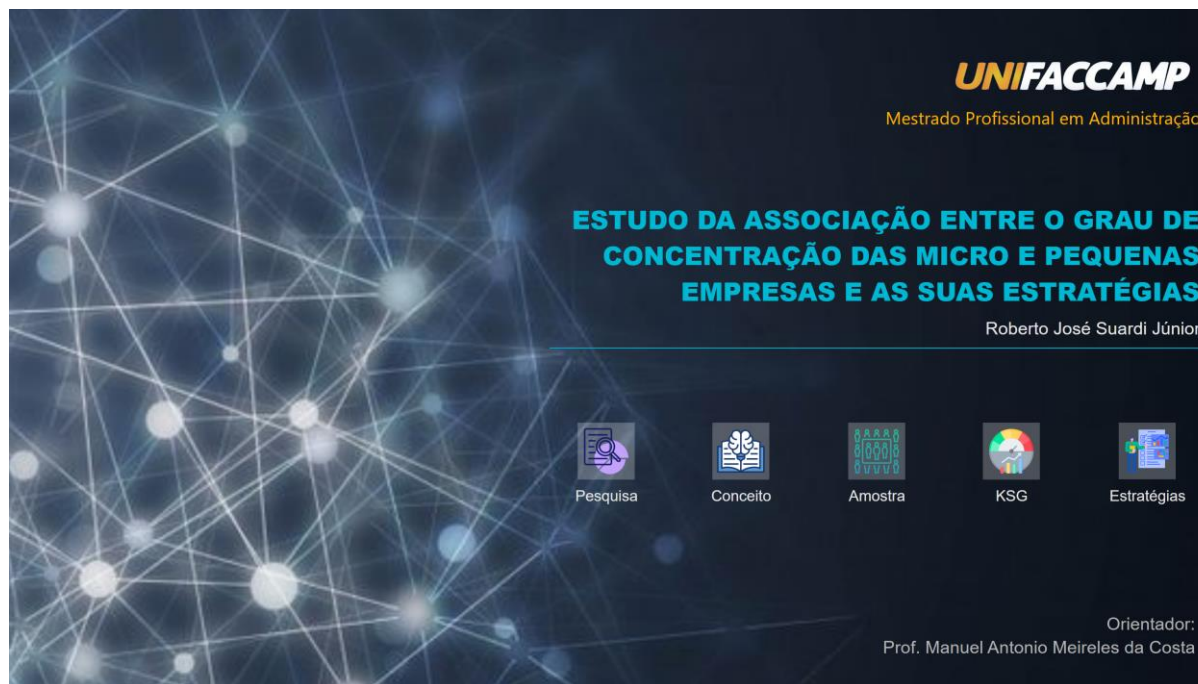 UNIFACCAMP
Mestrado Profissional em Administração
ESTUDO DA ASSOCIAÇÃO ENTRE O GRAU DE
CONCENTRAÇÃO DAS MICRO E PEQUENAS
EMPRESAS E AS SUAS ESTRATÉGIAS
Roberto José Suardi Júnior
Pesquisa
Conceito
Amostra
KSG
Estratégias
Orientador:
Prof. Manuel Antonio Meireles da Costa